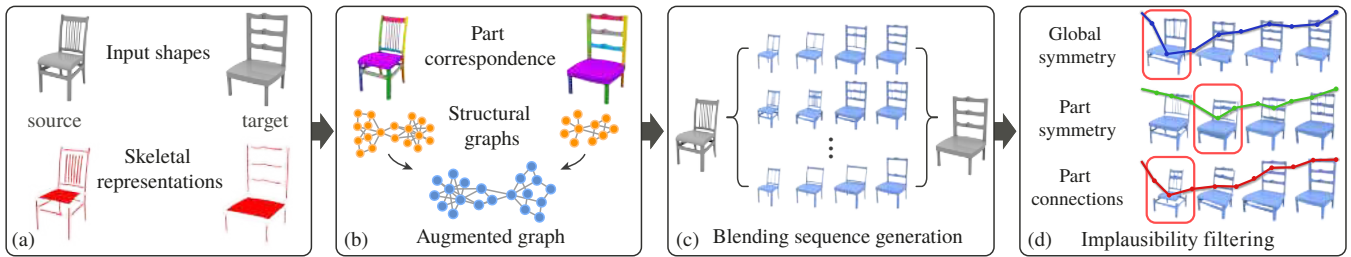 Input shapes
source
target
Skeletal
representations
(a)
Part
correspondence
Structural
graphs
(b)
Augmented graph
(c)
Blending sequence generation
Global
symmetry
Part
symmetry
Part
connections
(d)
Implausibility filtering